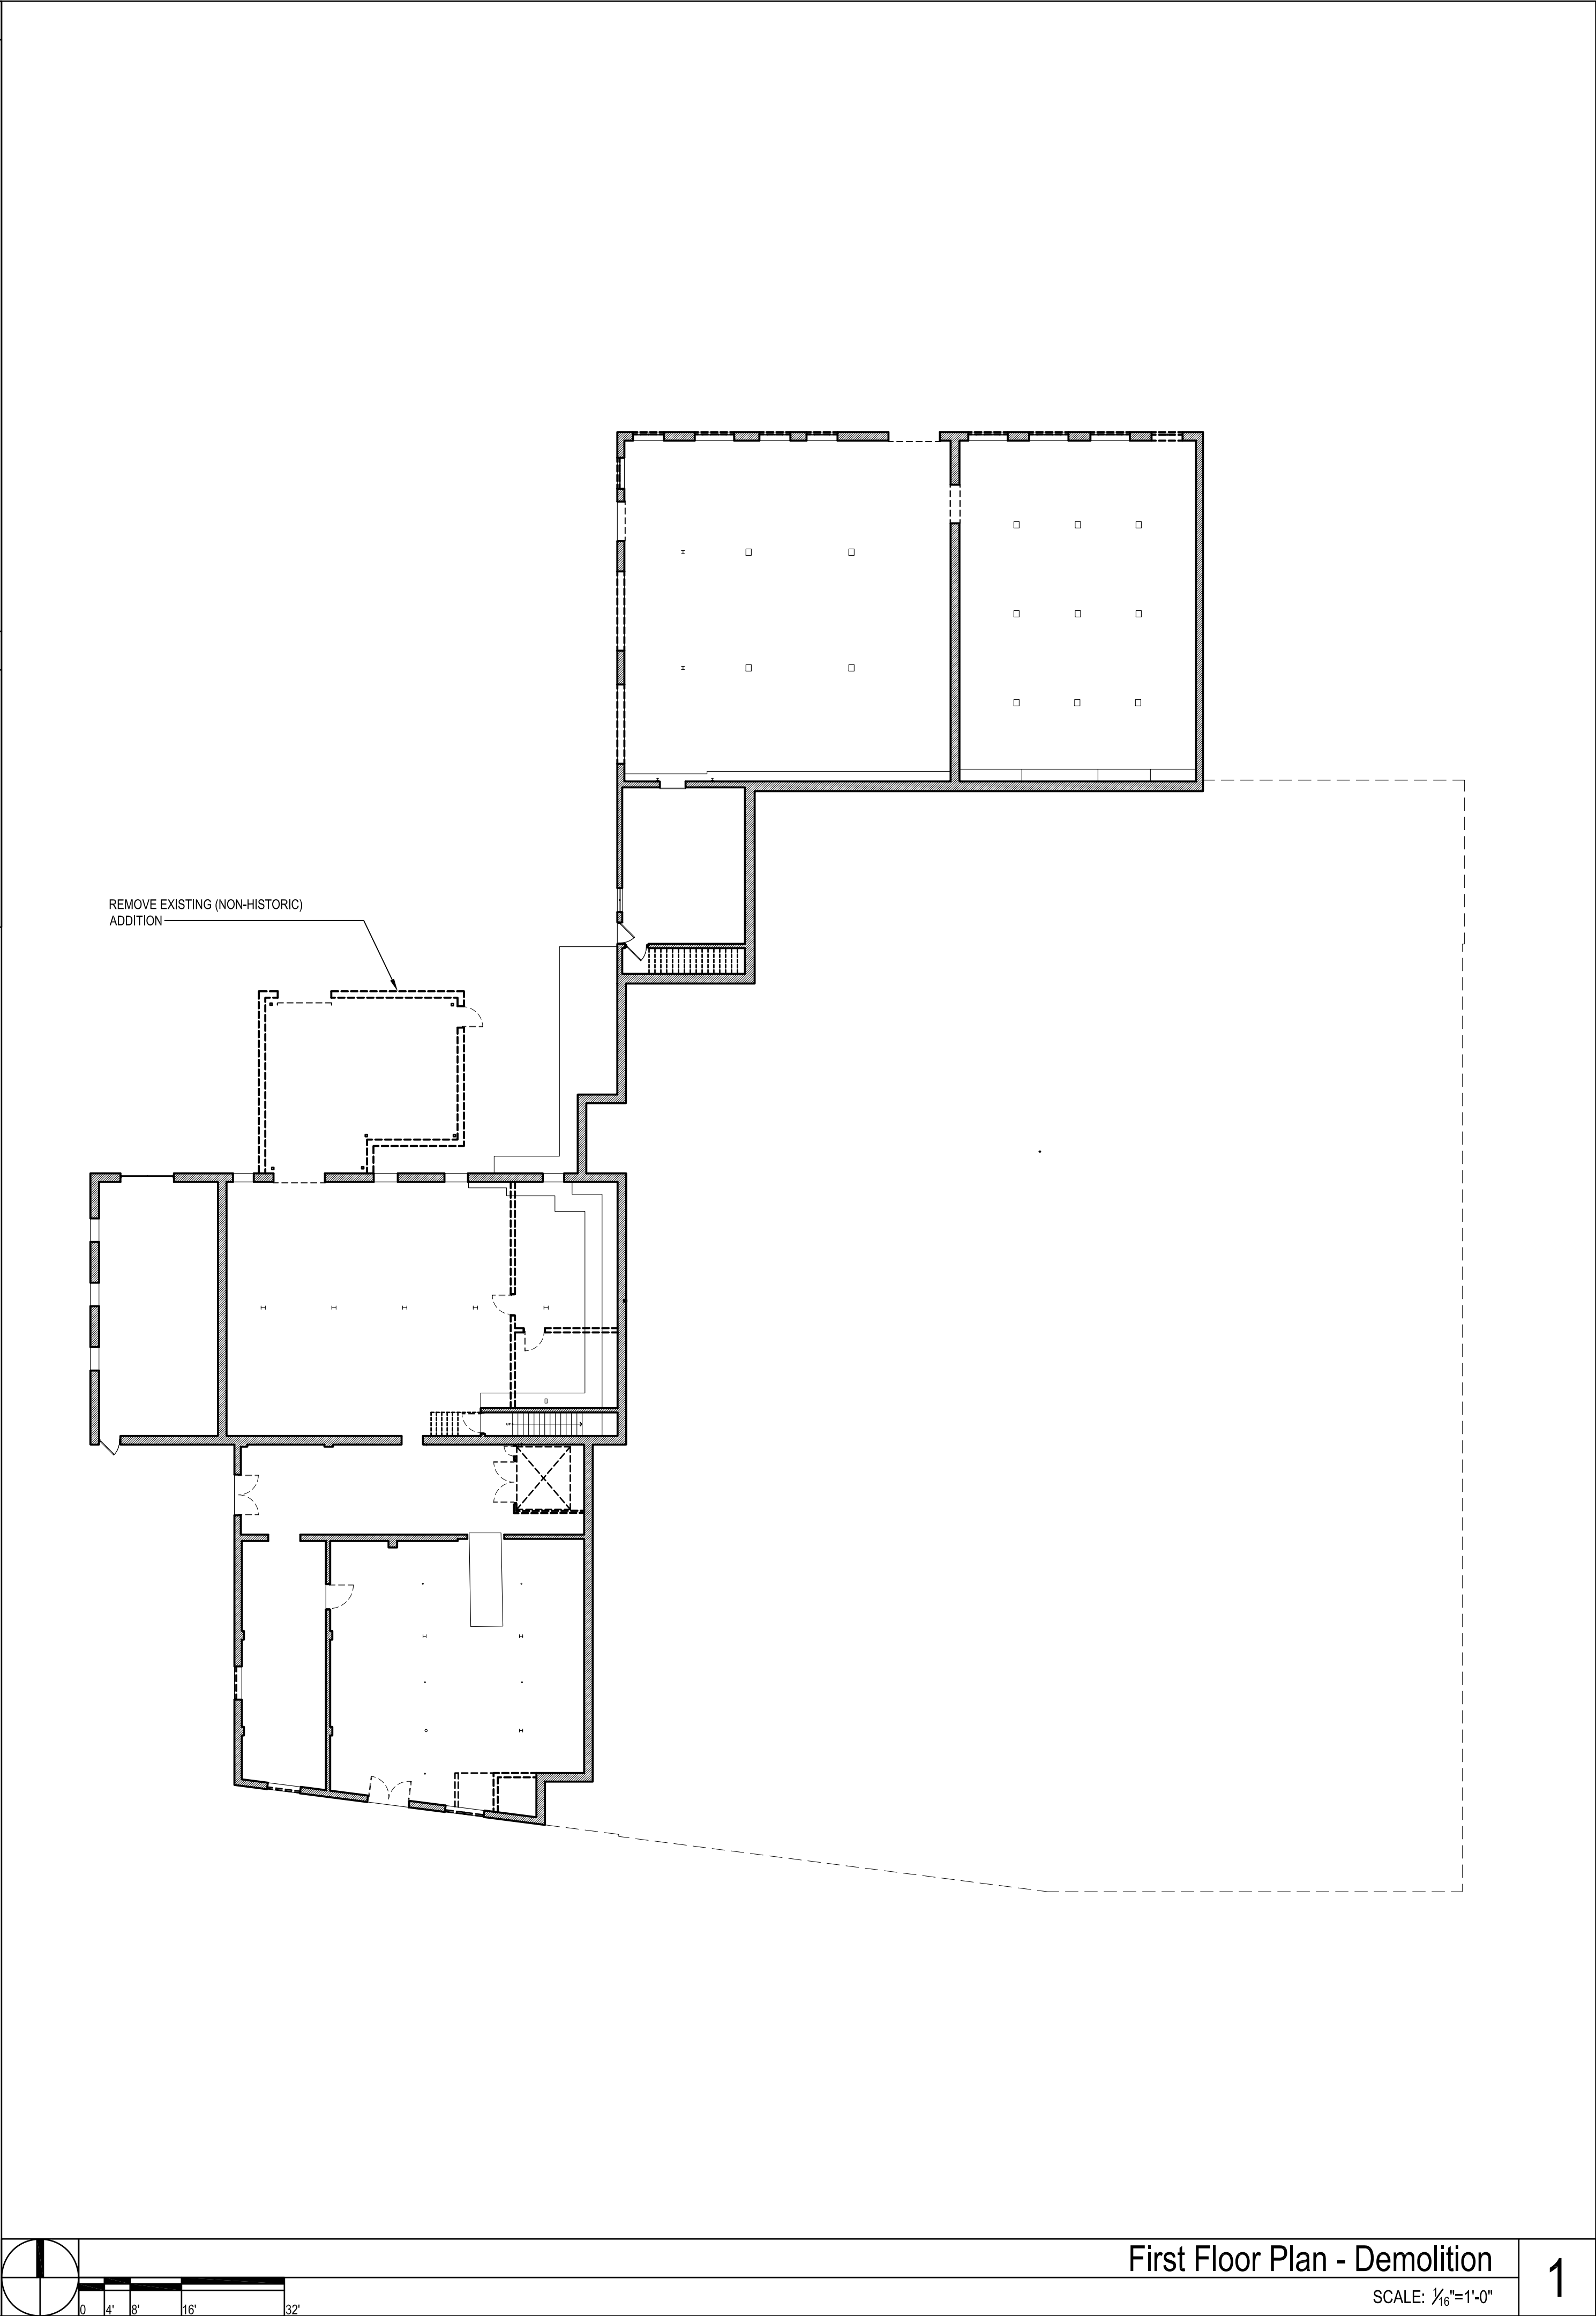 REMOVE EXISTING (NON-HISTORIC)
ADDITION
First Floor Plan - Demolition
SCALE: 1/16"=1'-0"
1
0 4' 8' 16' 32'